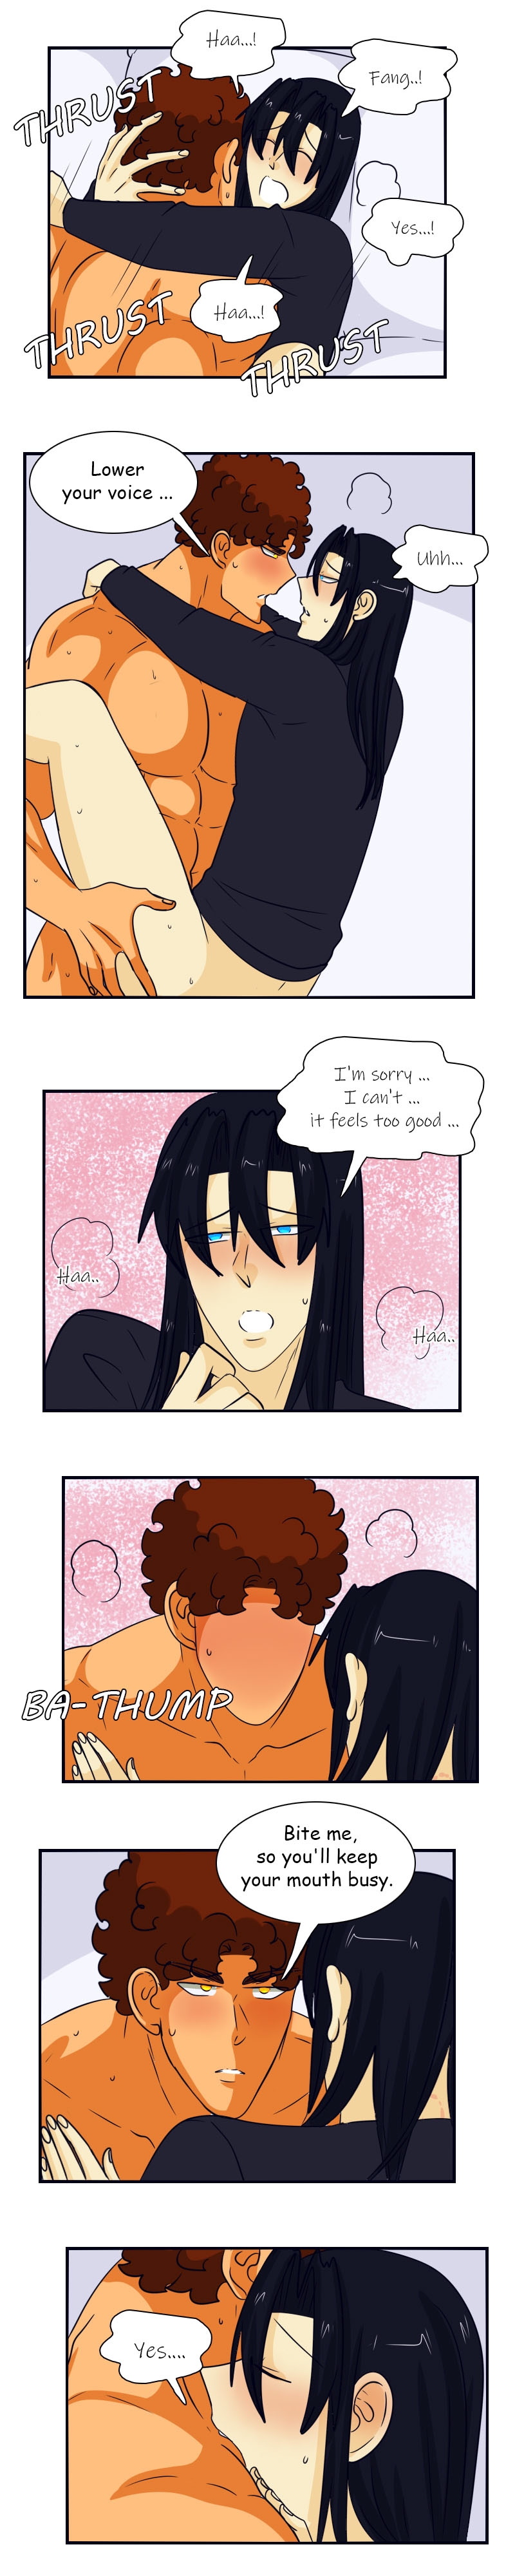 Haa...!
Fang..!
THRUST
Yes...!
Haa...!
THRUST
THRUST
Lower
your voice ...
Uhh...
I'm sorry ...
I can't ...
it feels too good ...
Haa..
Haa..
BA-THUMP
Bite me,
so you'll keep
your mouth busy.
Yes....